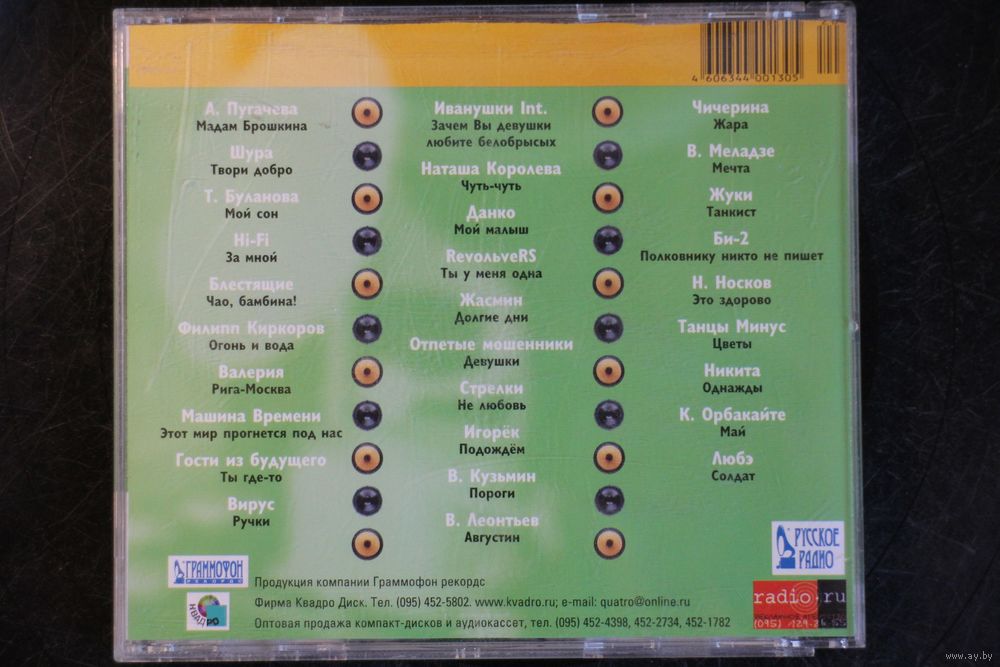 4 606344 001305
А. Пугачева
Мадам Брошкина
Шура
Твори добро
Т. Буланова
Мой сон
Hi-Fi
За мной
Блестящие
Чао, бамбина!
Филипп Киркоров
Огонь и вода
Валерия
Рига-Москва
Машина Времени
Этот мир прогнется под нас
Гости из будущего
Ты где-то
Вирус
Ручки
Иванушки Int.
Зачем Вы девушки
любите белобрысых
Наташа Королева
Чуть-чуть
Данко
Мой малыш
RevoльveRS
Ты у меня одна
Жасмин
Долгие дни
Отпетые мошенники
Девушки
Стрелки
Не любовь
Игорёк
Подождём
В. Кузьмин
Пороги
В. Леонтьев
Августин
Чичерина
Жара
В. Меладзе
Мечта
Жуки
Танкист
Би-2
Полковнику никто не пишет
Н. Носков
Это здорово
Танцы Минус
Цветы
Никита
Однажды
К. Орбакайте
Май
Любэ
Солдат
ГРАММОФОН
РЕКОРДС
КВАДРО
Продукция компании Граммофон рекордс
Фирма Квадро Диск. Тел. (095) 452-5802. www.kvadro.ru; e-mail: quatro@online.ru
Оптовая продажа компакт-дисков и аудиокассет, тел. (095) 452-4398, 452-2734, 452-1782
РУССКОЕ
РАДИО
radio.ru
(095)
www.ay.by